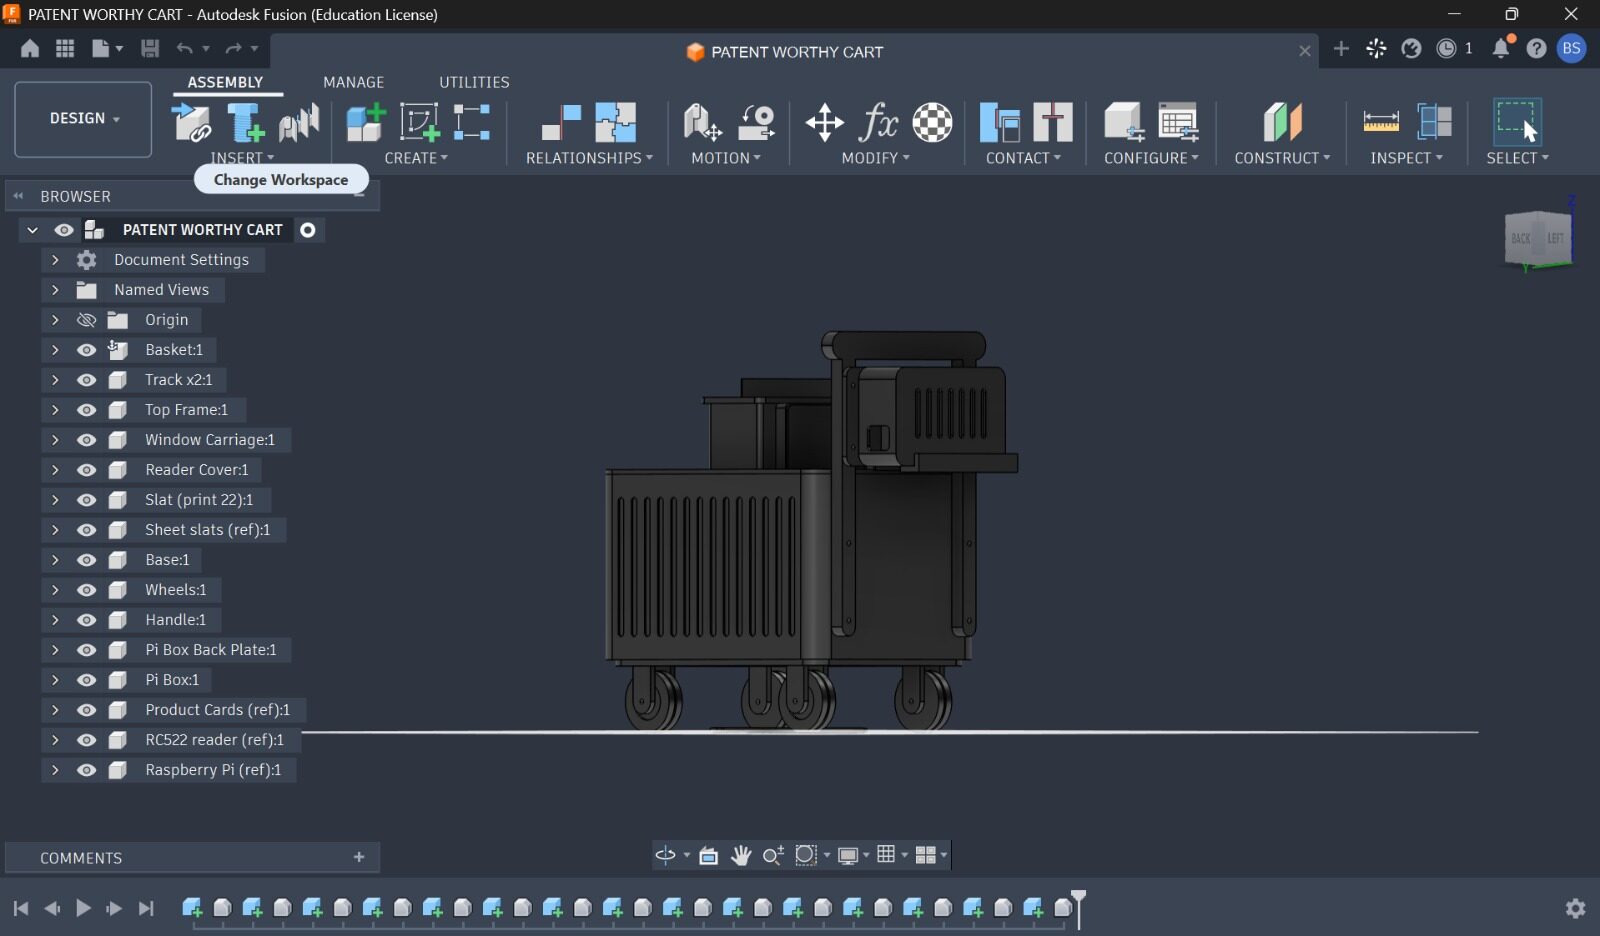 PATENT WORTHY CART - Autodesk Fusion (Education License)
PATENT WORTHY CART
1
BS
DESIGN
ASSEMBLY
MANAGE
UTILITIES
INSERT
CREATE
RELATIONSHIPS
MOTION
MODIFY
CONTACT
CONFIGURE
CONSTRUCT
INSPECT
SELECT
Change Workspace
BROWSER
PATENT WORTHY CART
Document Settings
Named Views
Origin
Basket:1
Track x2:1
Top Frame:1
Window Carriage:1
Reader Cover:1
Slat (print 22):1
Sheet slats (ref):1
Base:1
Wheels:1
Handle:1
Pi Box Back Plate:1
Pi Box:1
Product Cards (ref):1
RC522 reader (ref):1
Raspberry Pi (ref):1
Z
BACK
LEFT
Y
COMMENTS